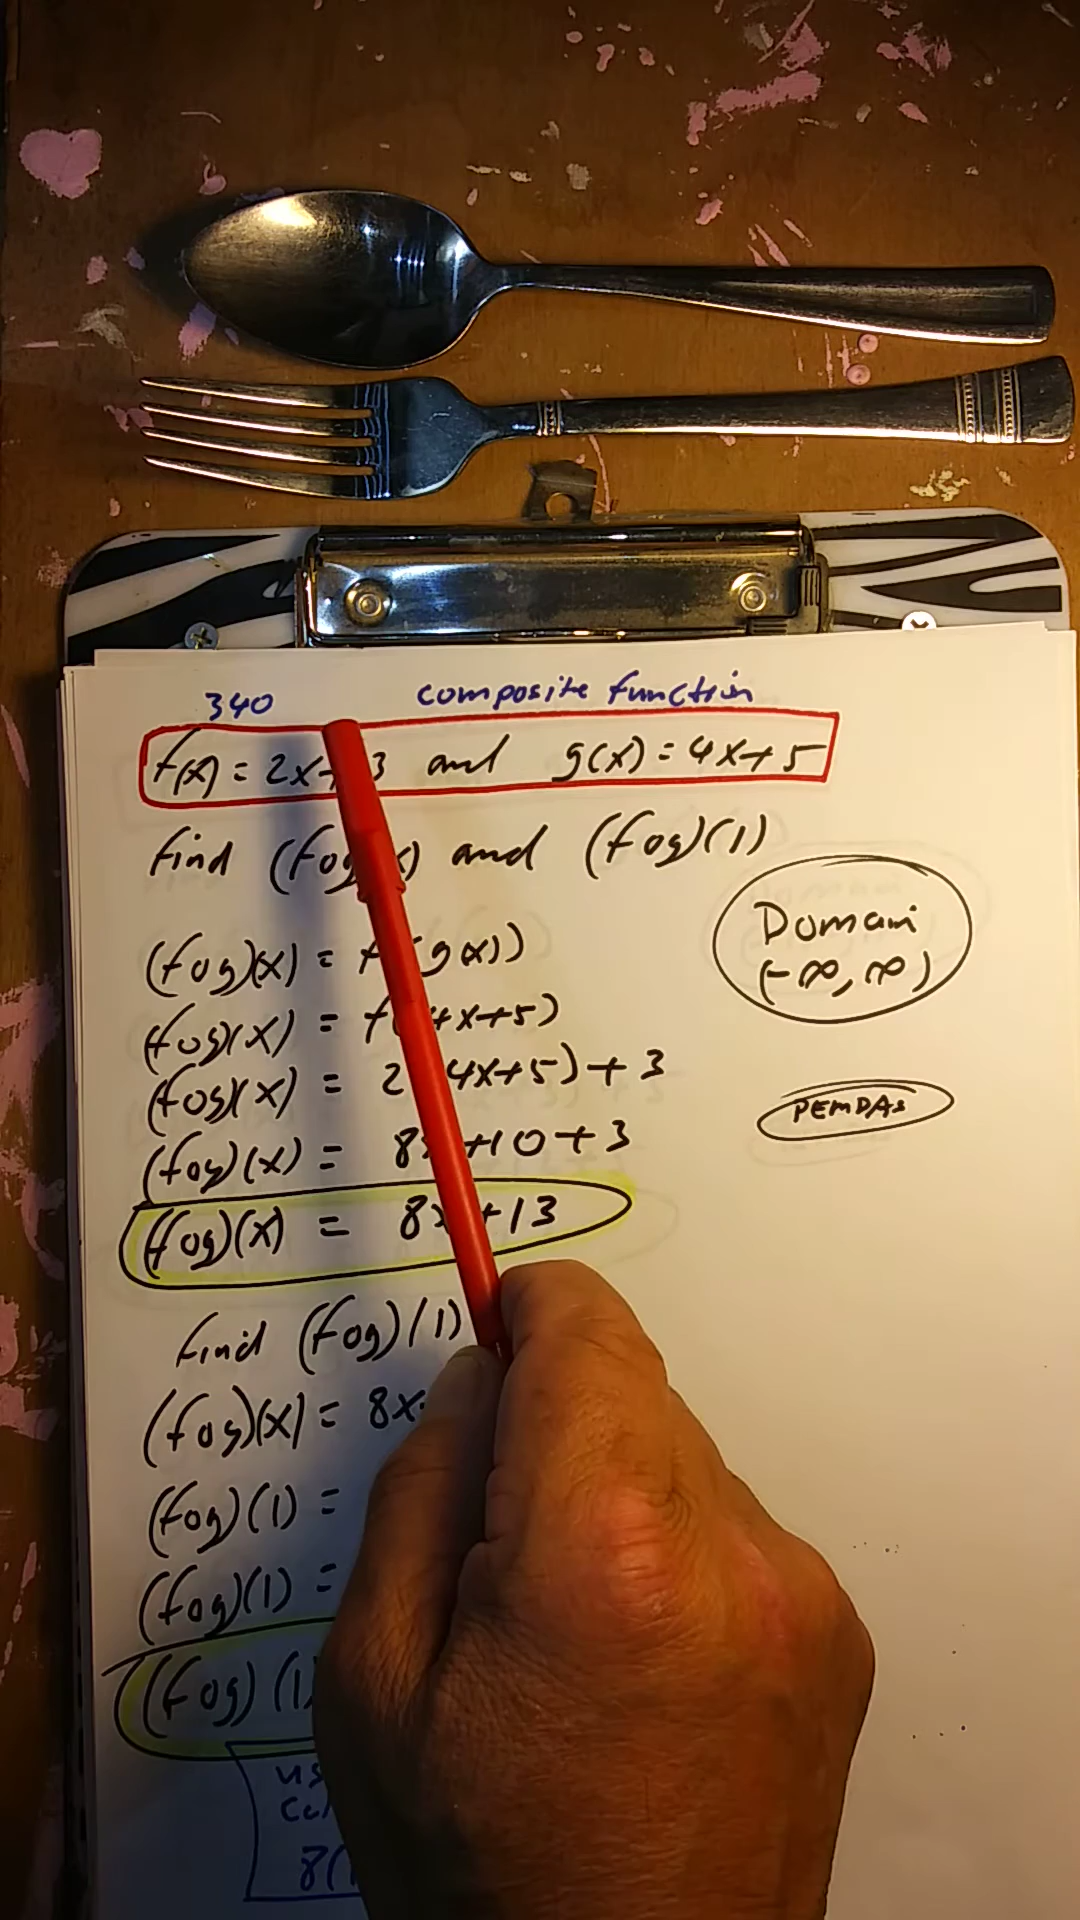 340 composite function
f(x) = 2x+3 and g(x) = 4x+5
find (fog)(x) and (fog)(1)
Domain
(-∞, ∞)
(fog)(x) = f(g(x))
(fog)(x) = f(4x+5)
(fog)(x) = 2(4x+5)+3
PEMDAS
(fog)(x) = 8x+10+3
(fog)(x) = 8x+13
find (fog)(1)
(fog)(x) = 8x
(fog)(1) =
(fog)(1) =
(fog)(1)
8(